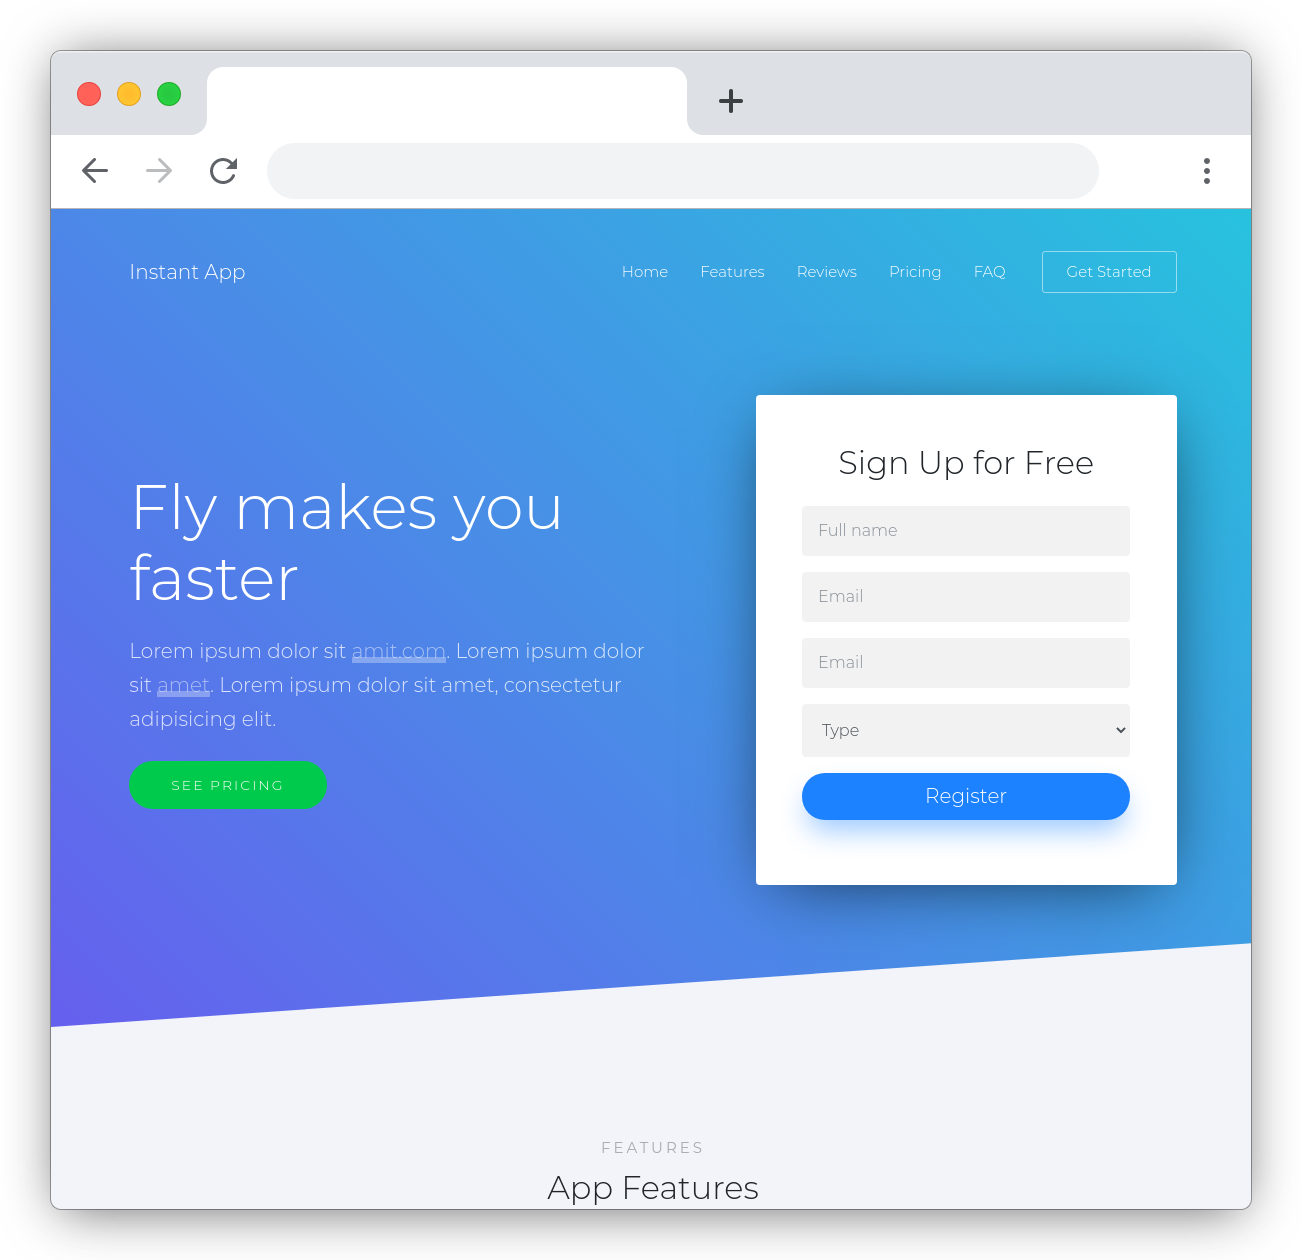 Instant App
Home
Features
Reviews
Pricing
FAQ
Get Started
Fly makes you
faster
Lorem ipsum dolor sit amit.com. Lorem ipsum dolor
sit amet. Lorem ipsum dolor sit amet, consectetur
adipisicing elit.
SEE PRICING
Sign Up for Free
Full name
Email
Email
Type
Register
FEATURES
App Features